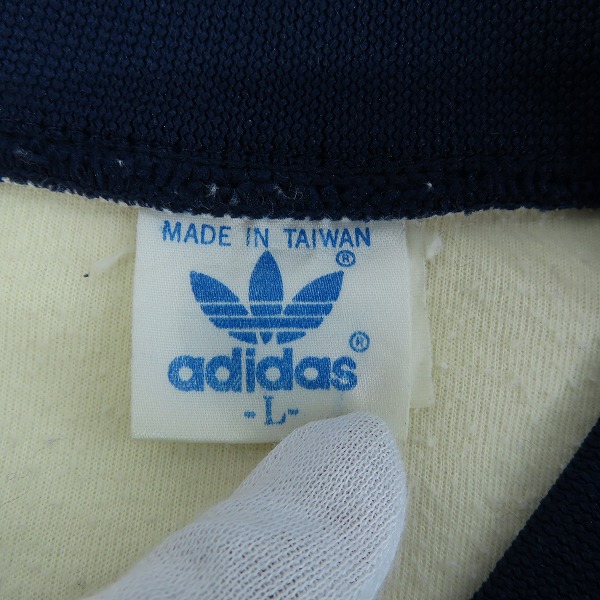 MADE IN TAIWAN
®
adidas ®
-L-